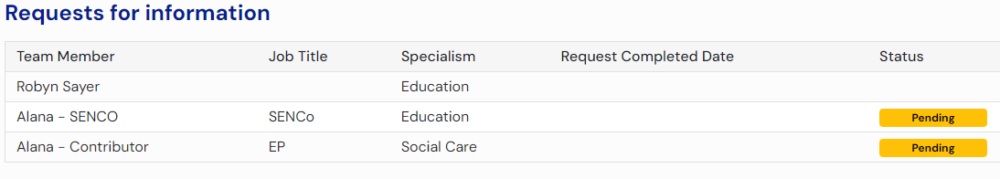 Requests for information
Team Member Job Title Specialism Request Completed Date Status
Robyn Sayer Education
Alana - SENCO SENCo Education Pending
Alana - Contributor EP Social Care Pending